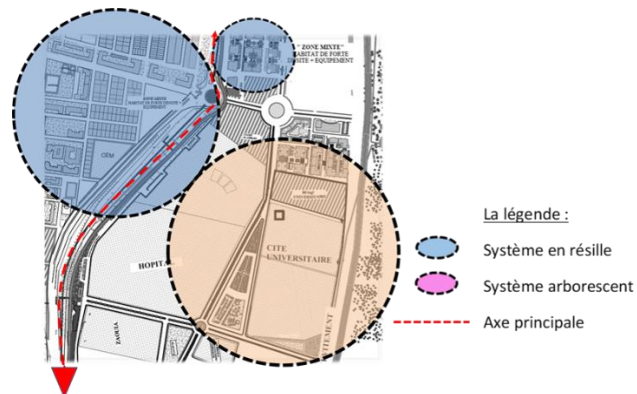 " ZONE MIXTE"
HABITAT DE FORTE
DENSITE + EQUIPEMENT
CEM
CITE
UNIVERSITAIRE
HOPITAL
ZAOUIA
La légende :
Système en résille
Système arborescent
Axe principale